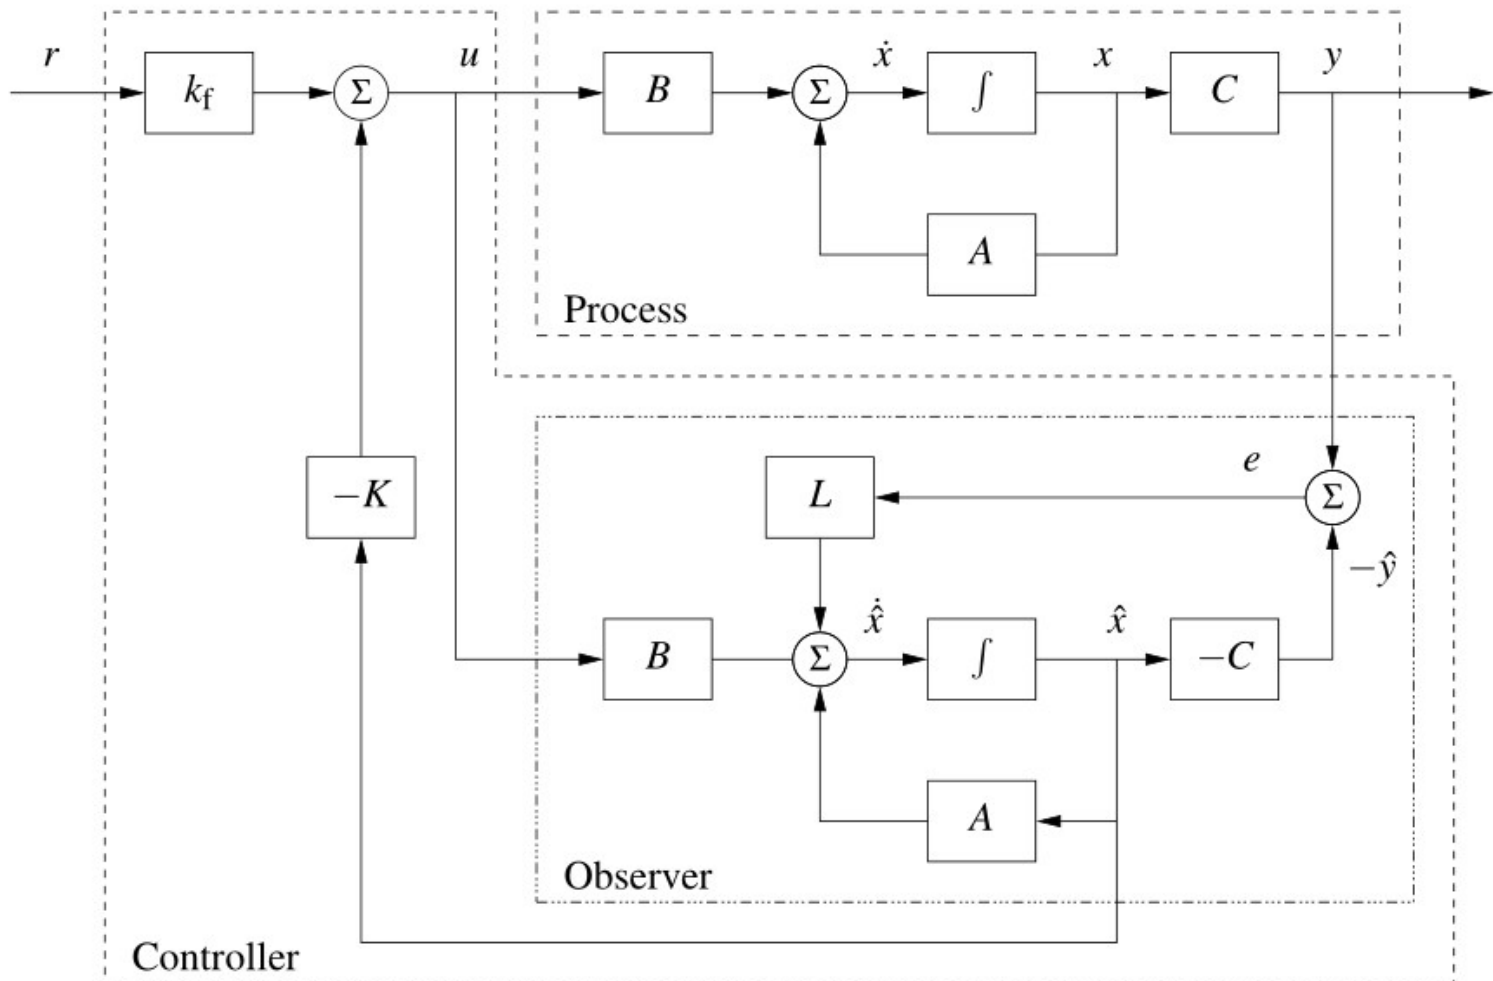 r
u
ẋ
x
y
k_f
Σ
B
Σ
∫
C
A
Process
e
−K
L
Σ
−ŷ
x̂̇
x̂
B
Σ
∫
−C
A
Observer
Controller